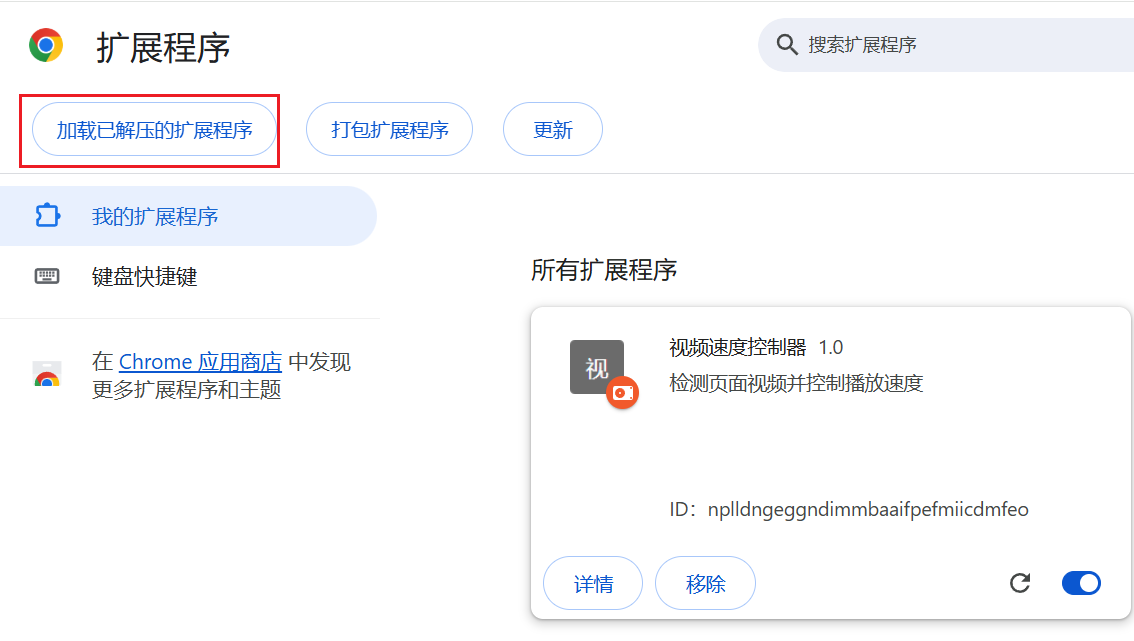 扩展程序
搜索扩展程序
加载已解压的扩展程序
打包扩展程序
更新
我的扩展程序
键盘快捷键
在 Chrome 应用商店 中发现
更多扩展程序和主题
所有扩展程序
视
视频速度控制器 1.0
检测页面视频并控制播放速度
ID：nplldngeggndimmbaaifpefmiicdmfeo
详情
移除